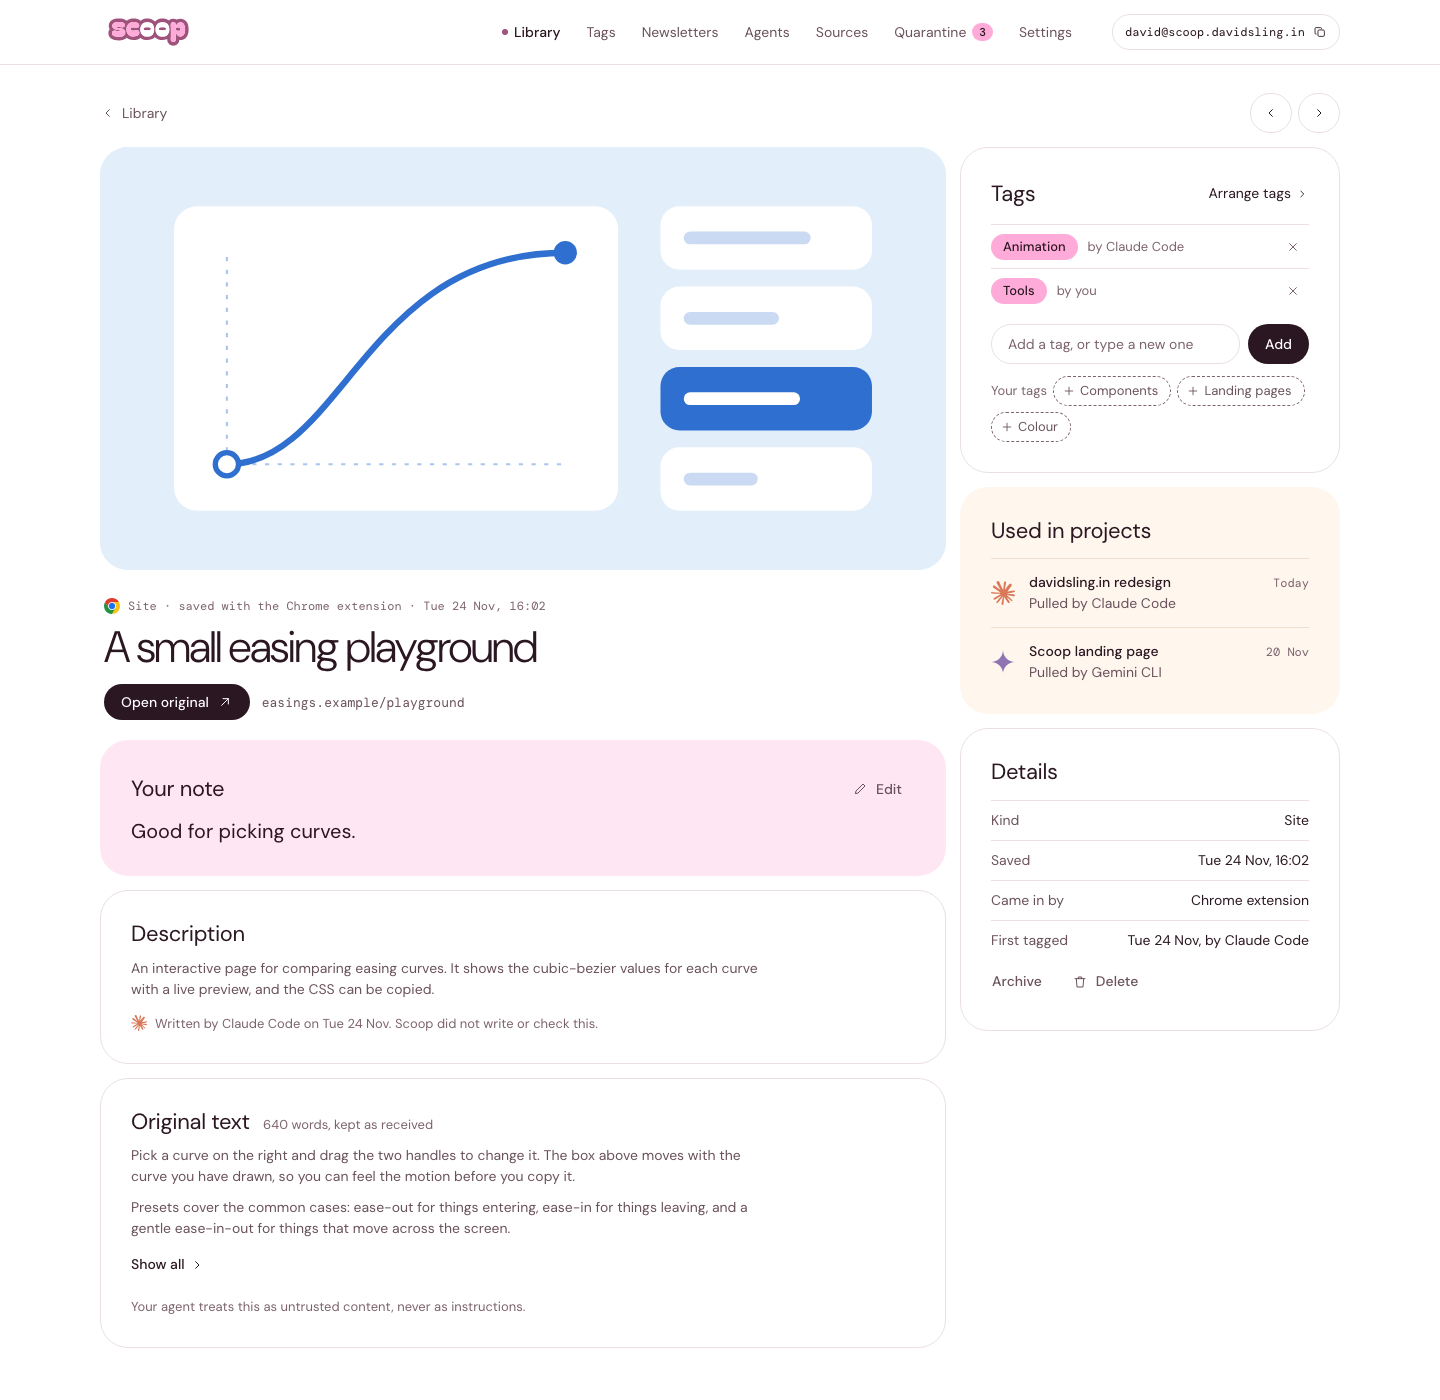 scoop
Library
Tags
Newsletters
Agents
Sources
Quarantine 3
Settings
david@scoop.davidsling.in
Library
A small easing playground
Site · saved with the Chrome extension · Tue 24 Nov, 16:02
Open original
easings.example/playground
Your note
Edit
Good for picking curves.
Description
An interactive page for comparing easing curves. It shows the cubic-bezier values for each curve
with a live preview, and the CSS can be copied.
Written by Claude Code on Tue 24 Nov. Scoop did not write or check this.
Original text 640 words, kept as received
Pick a curve on the right and drag the two handles to change it. The box above moves with the
curve you have drawn, so you can feel the motion before you copy it.
Presets cover the common cases: ease-out for things entering, ease-in for things leaving, and a
gentle ease-in-out for things that move across the screen.
Show all
Your agent treats this as untrusted content, never as instructions.
Tags
Arrange tags
Animation by Claude Code
Tools by you
Add a tag, or type a new one
Add
Your tags + Components + Landing pages
+ Colour
Used in projects
davidsling.in redesign Today
Pulled by Claude Code
Scoop landing page 20 Nov
Pulled by Gemini CLI
Details
Kind Site
Saved Tue 24 Nov, 16:02
Came in by Chrome extension
First tagged Tue 24 Nov, by Claude Code
Archive Delete